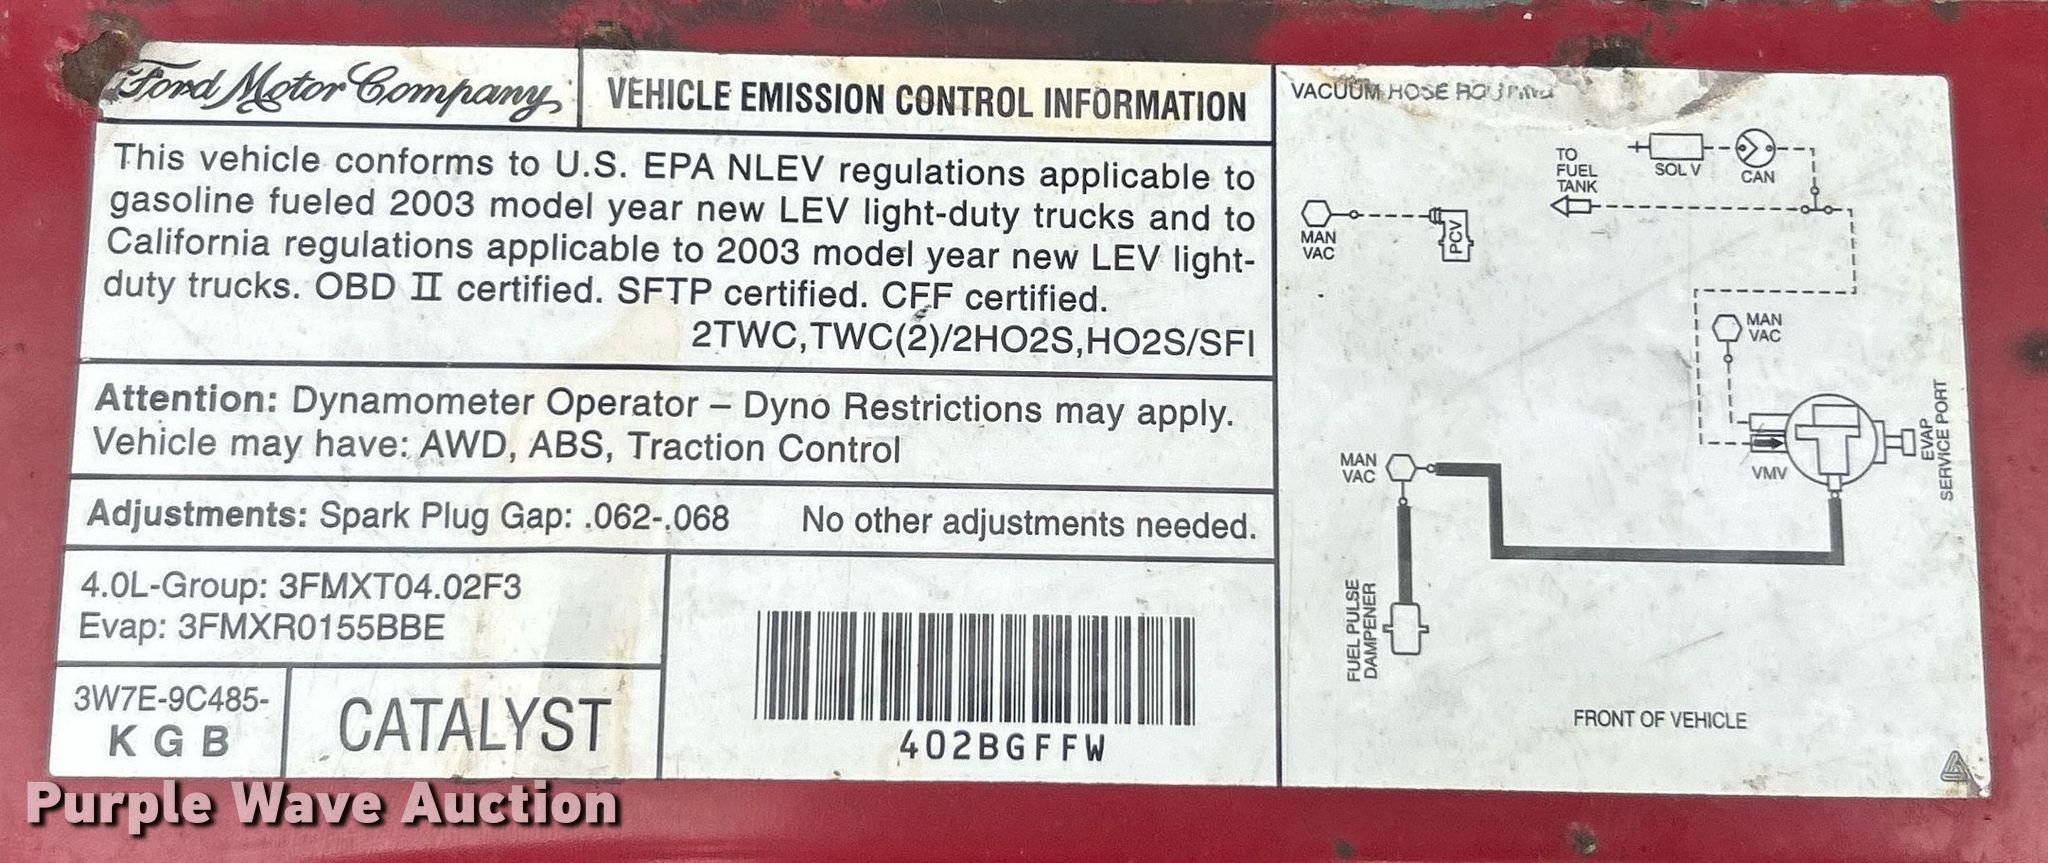 Ford Motor Company
VEHICLE EMISSION CONTROL INFORMATION
This vehicle conforms to U.S. EPA NLEV regulations applicable to
gasoline fueled 2003 model year new LEV light-duty trucks and to
California regulations applicable to 2003 model year new LEV light-
duty trucks. OBD II certified. SFTP certified. CFF certified.
2TWC,TWC(2)/2HO2S,HO2S/SFI
Attention: Dynamometer Operator – Dyno Restrictions may apply.
Vehicle may have: AWD, ABS, Traction Control
Adjustments: Spark Plug Gap: .062-.068 No other adjustments needed.
4.0L-Group: 3FMXT04.02F3
Evap: 3FMXR0155BBE
3W7E-9C485-
K G B
CATALYST
402BGFFW
VACUUM HOSE
TO
FUEL
TANK
SOL V
CAN
MAN
VAC
PCV
MAN
VAC
MAN
VAC
VMV
EVAP
SERVICE PORT
FUEL PULSE
DAMPENER
FRONT OF VEHICLE
Purple Wave Auction